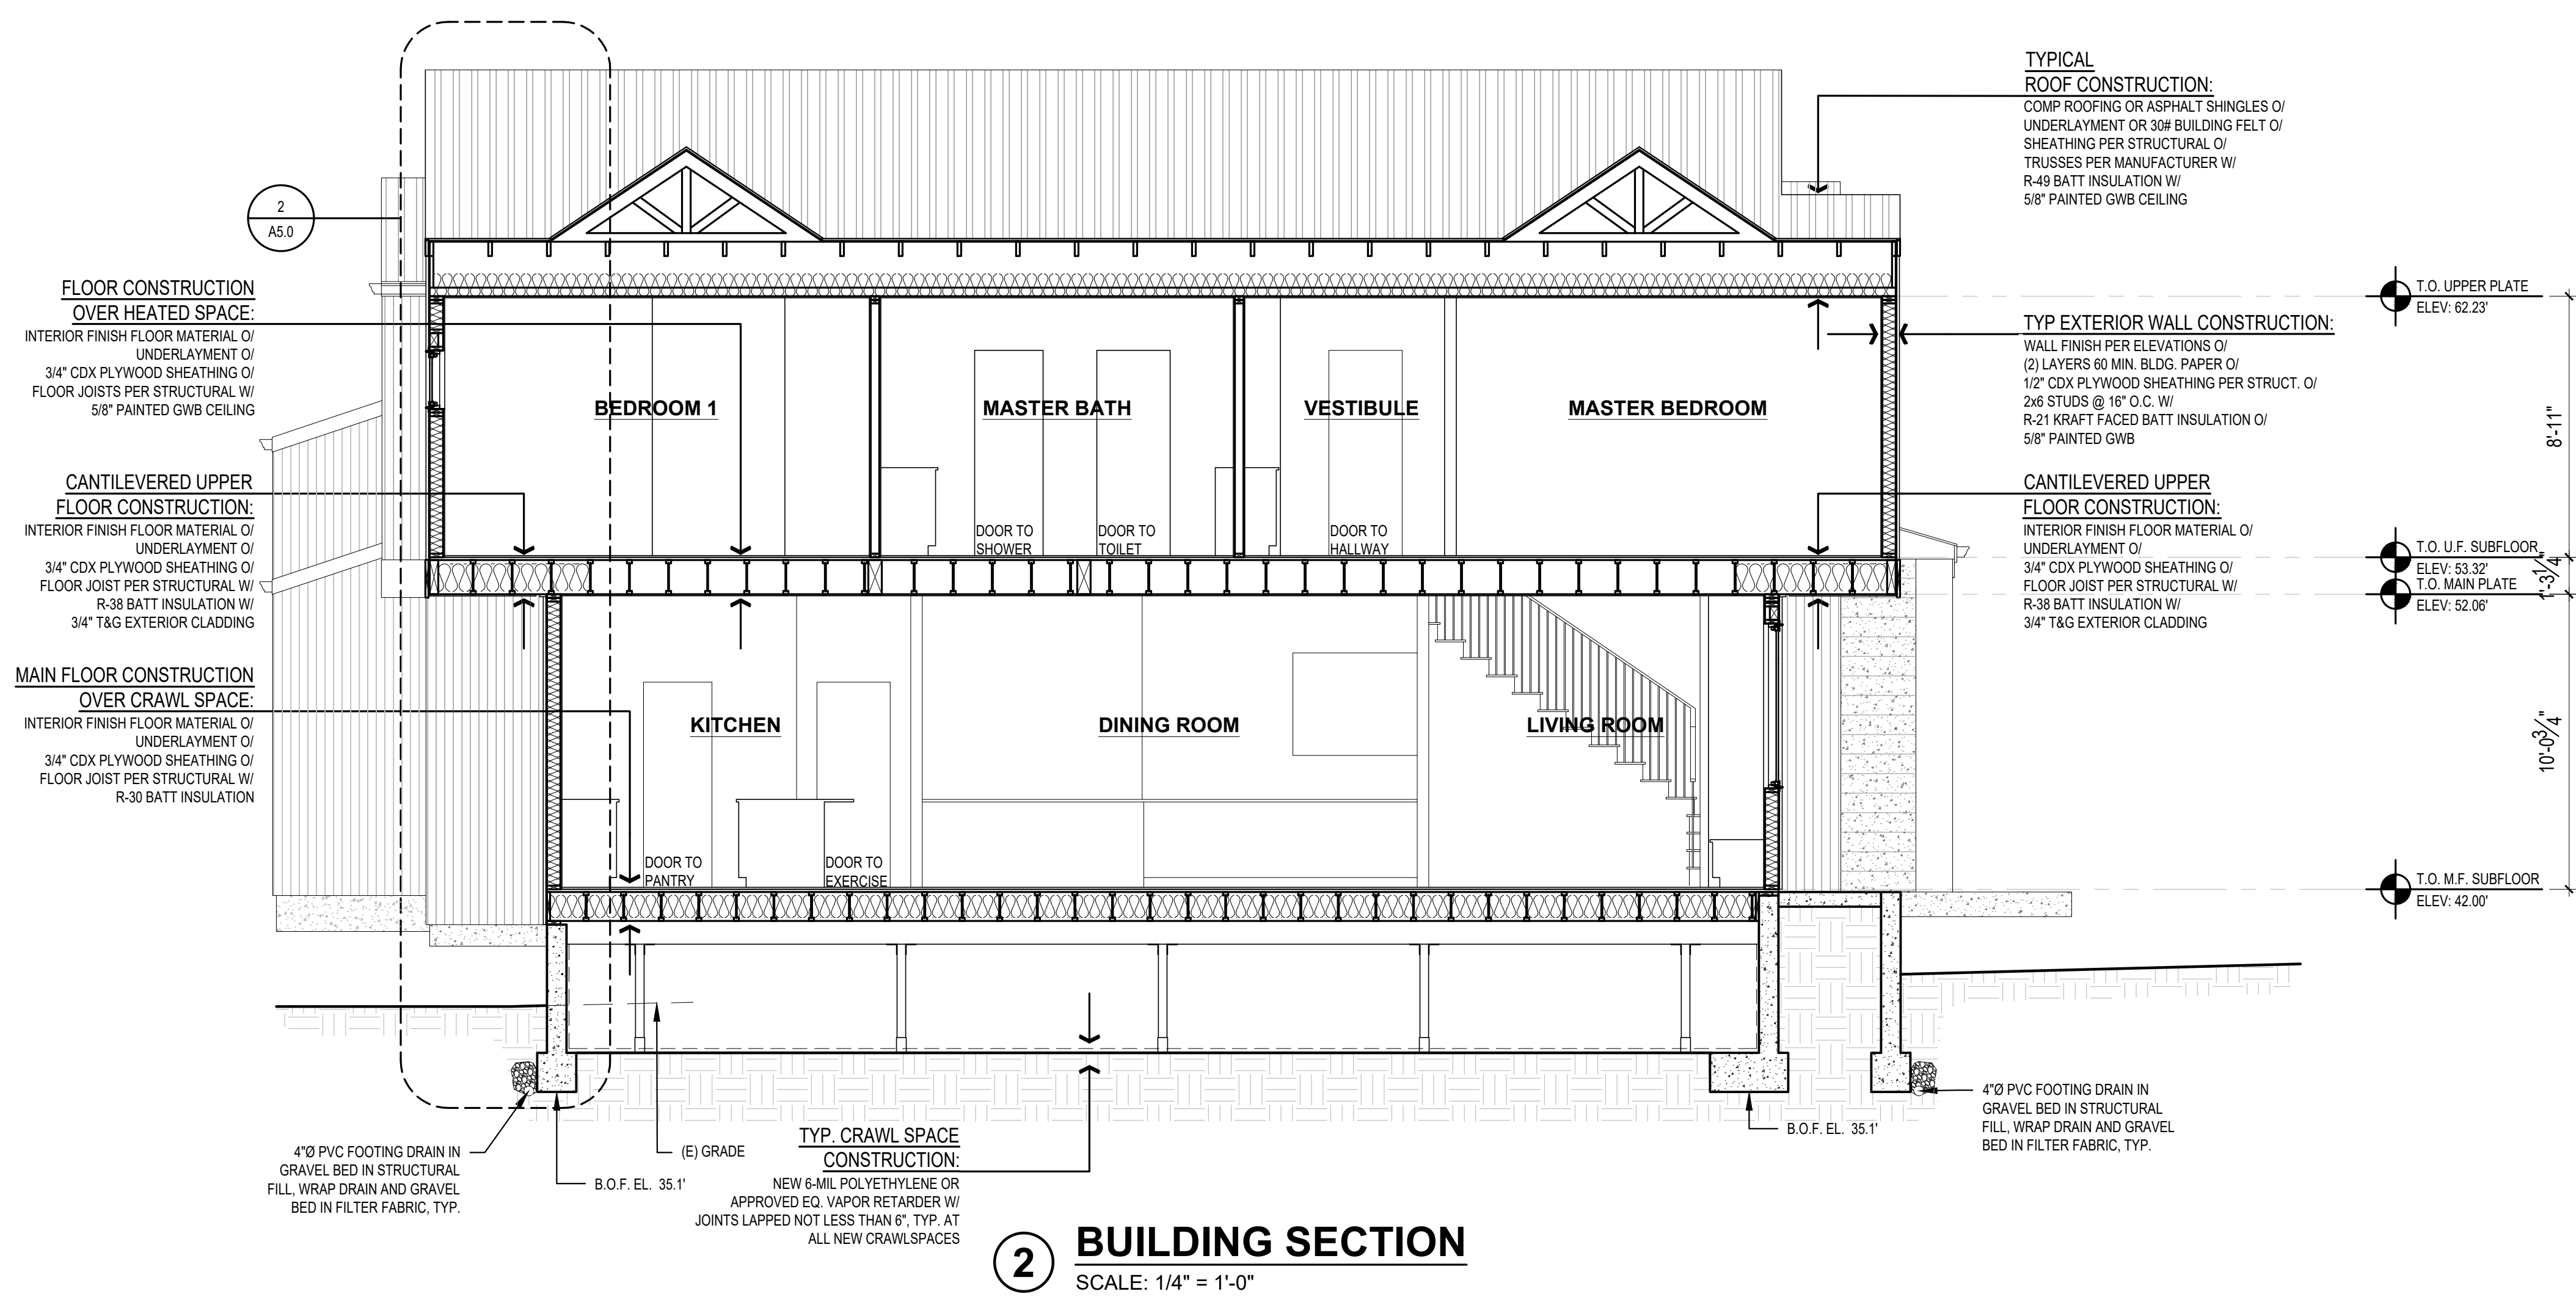 TYPICAL
ROOF CONSTRUCTION:
COMP ROOFING OR ASPHALT SHINGLES O/
UNDERLAYMENT OR 30# BUILDING FELT O/
SHEATHING PER STRUCTURAL O/
TRUSSES PER MANUFACTURER W/
R-49 BATT INSULATION W/
5/8" PAINTED GWB CEILING
2
A5.0
FLOOR CONSTRUCTION
OVER HEATED SPACE:
INTERIOR FINISH FLOOR MATERIAL O/
UNDERLAYMENT O/
3/4" CDX PLYWOOD SHEATHING O/
FLOOR JOISTS PER STRUCTURAL W/
5/8" PAINTED GWB CEILING
CANTILEVERED UPPER
FLOOR CONSTRUCTION:
INTERIOR FINISH FLOOR MATERIAL O/
UNDERLAYMENT O/
3/4" CDX PLYWOOD SHEATHING O/
FLOOR JOIST PER STRUCTURAL W/
R-38 BATT INSULATION W/
3/4" T&G EXTERIOR CLADDING
MAIN FLOOR CONSTRUCTION
OVER CRAWL SPACE:
INTERIOR FINISH FLOOR MATERIAL O/
UNDERLAYMENT O/
3/4" CDX PLYWOOD SHEATHING O/
FLOOR JOIST PER STRUCTURAL W/
R-30 BATT INSULATION
BEDROOM 1
MASTER BATH
VESTIBULE
MASTER BEDROOM
DOOR TO
SHOWER
DOOR TO
TOILET
DOOR TO
HALLWAY
KITCHEN
DINING ROOM
LIVING ROOM
DOOR TO
PANTRY
DOOR TO
EXERCISE
TYP EXTERIOR WALL CONSTRUCTION:
WALL FINISH PER ELEVATIONS O/
(2) LAYERS 60 MIN. BLDG. PAPER O/
1/2" CDX PLYWOOD SHEATHING PER STRUCT. O/
2x6 STUDS @ 16" O.C. W/
R-21 KRAFT FACED BATT INSULATION O/
5/8" PAINTED GWB
CANTILEVERED UPPER
FLOOR CONSTRUCTION:
INTERIOR FINISH FLOOR MATERIAL O/
UNDERLAYMENT O/
3/4" CDX PLYWOOD SHEATHING O/
FLOOR JOIST PER STRUCTURAL W/
R-38 BATT INSULATION W/
3/4" T&G EXTERIOR CLADDING
T.O. UPPER PLATE
ELEV: 62.23'
8'-11"
T.O. U.F. SUBFLOOR
ELEV: 53.32'
1'-3 1/4"
T.O. MAIN PLATE
ELEV: 52.06'
10'-0 3/4"
T.O. M.F. SUBFLOOR
ELEV: 42.00'
4"Ø PVC FOOTING DRAIN IN
GRAVEL BED IN STRUCTURAL
FILL, WRAP DRAIN AND GRAVEL
BED IN FILTER FABRIC, TYP.
B.O.F. EL. 35.1'
(E) GRADE
TYP. CRAWL SPACE
CONSTRUCTION:
NEW 6-MIL POLYETHYLENE OR
APPROVED EQ. VAPOR RETARDER W/
JOINTS LAPPED NOT LESS THAN 6", TYP. AT
ALL NEW CRAWLSPACES
B.O.F. EL. 35.1'
4"Ø PVC FOOTING DRAIN IN
GRAVEL BED IN STRUCTURAL
FILL, WRAP DRAIN AND GRAVEL
BED IN FILTER FABRIC, TYP.
2
BUILDING SECTION
SCALE: 1/4" = 1'-0"